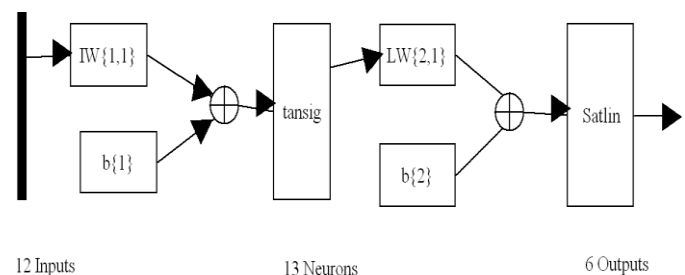 IW{1,1}
LW{2,1}
tansig
Satlin
b{1}
b{2}
12 Inputs
13 Neurons
6 Outputs